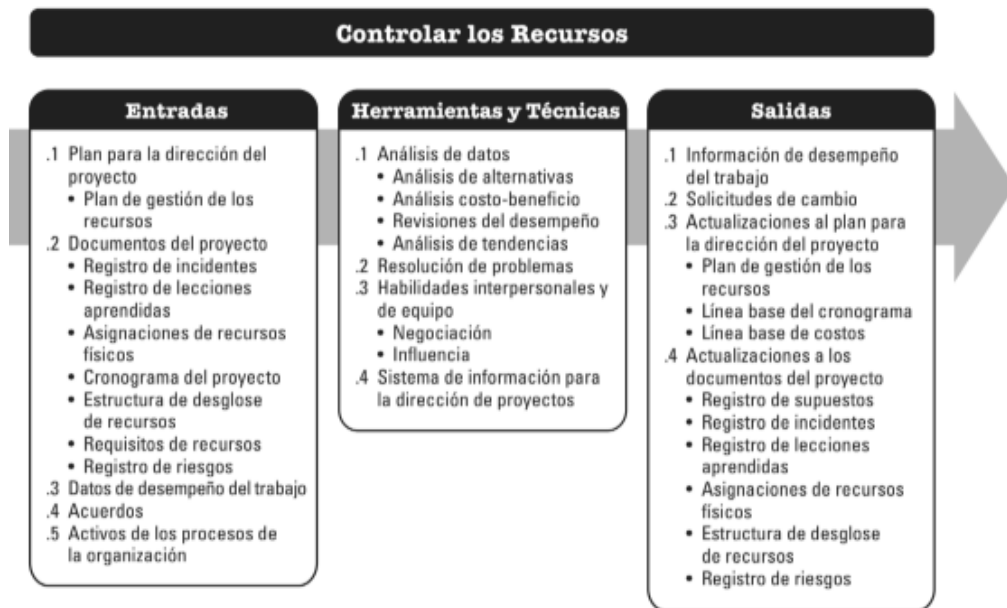 Controlar los Recursos
Entradas
.1 Plan para la dirección del
proyecto
• Plan de gestión de los
recursos
.2 Documentos del proyecto
• Registro de incidentes
• Registro de lecciones
aprendidas
• Asignaciones de recursos
físicos
• Cronograma del proyecto
• Estructura de desglose
de recursos
• Requisitos de recursos
• Registro de riesgos
.3 Datos de desempeño del trabajo
.4 Acuerdos
.5 Activos de los procesos de
la organización
Herramientas y Técnicas
.1 Análisis de datos
• Análisis de alternativas
• Análisis costo-beneficio
• Revisiones del desempeño
• Análisis de tendencias
.2 Resolución de problemas
.3 Habilidades interpersonales y
de equipo
• Negociación
• Influencia
.4 Sistema de información para
la dirección de proyectos
Salidas
.1 Información de desempeño
del trabajo
.2 Solicitudes de cambio
.3 Actualizaciones al plan para
la dirección del proyecto
• Plan de gestión de los
recursos
• Línea base del cronograma
• Línea base de costos
.4 Actualizaciones a los
documentos del proyecto
• Registro de supuestos
• Registro de incidentes
• Registro de lecciones
aprendidas
• Asignaciones de recursos
físicos
• Estructura de desglose
de recursos
• Registro de riesgos